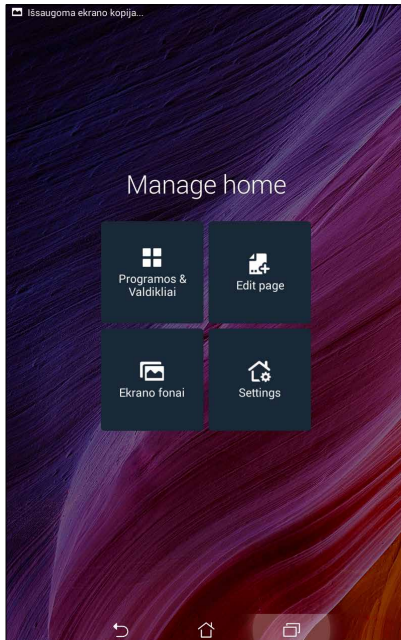 Išsaugoma ekrano kopija...
Manage home
Programos &
Valdikliai
Edit page
Ekrano fonai
Settings